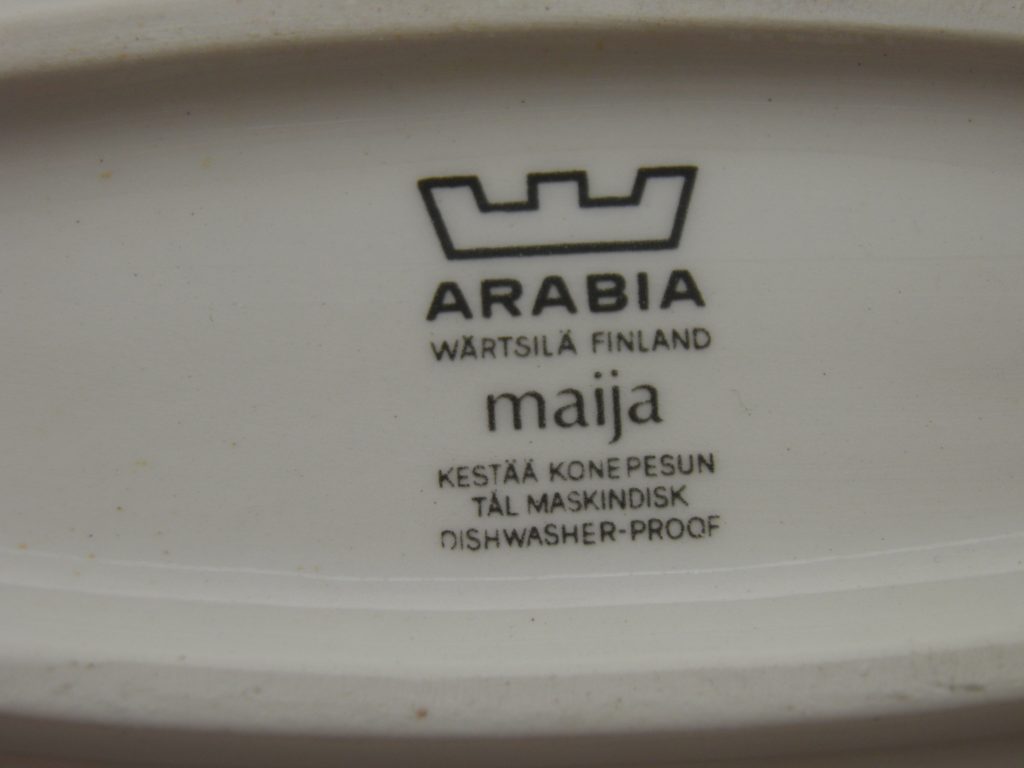 ARABIA
WÄRTSILÄ FINLAND
maija
KESTÄÄ KONEPESUN
TÅL MASKINDISK
DISHWASHER-PROOF